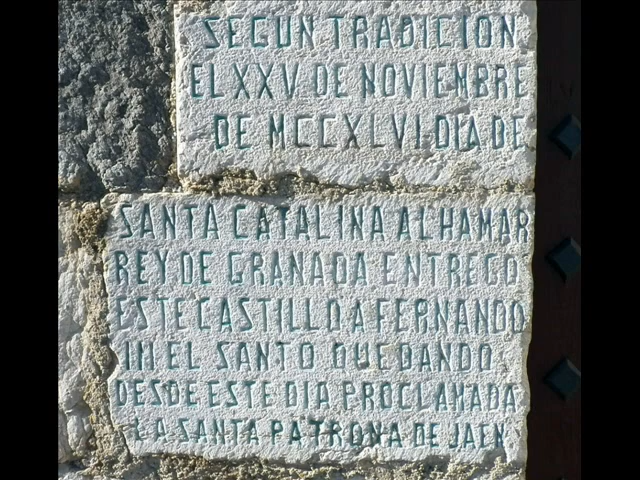 SEGUN TRADICION
EL XXV DE NOVIEMBRE
DE MCCXLVI DIA DE
SANTA CATALINA ALHAMAR
REY DE GRANADA ENTREGO
ESTE CASTILLO A FERNANDO
III EL SANTO QUEDANDO
DESDE ESTE DIA PROCLAMADA
LA SANTA PATRONA DE JAEN